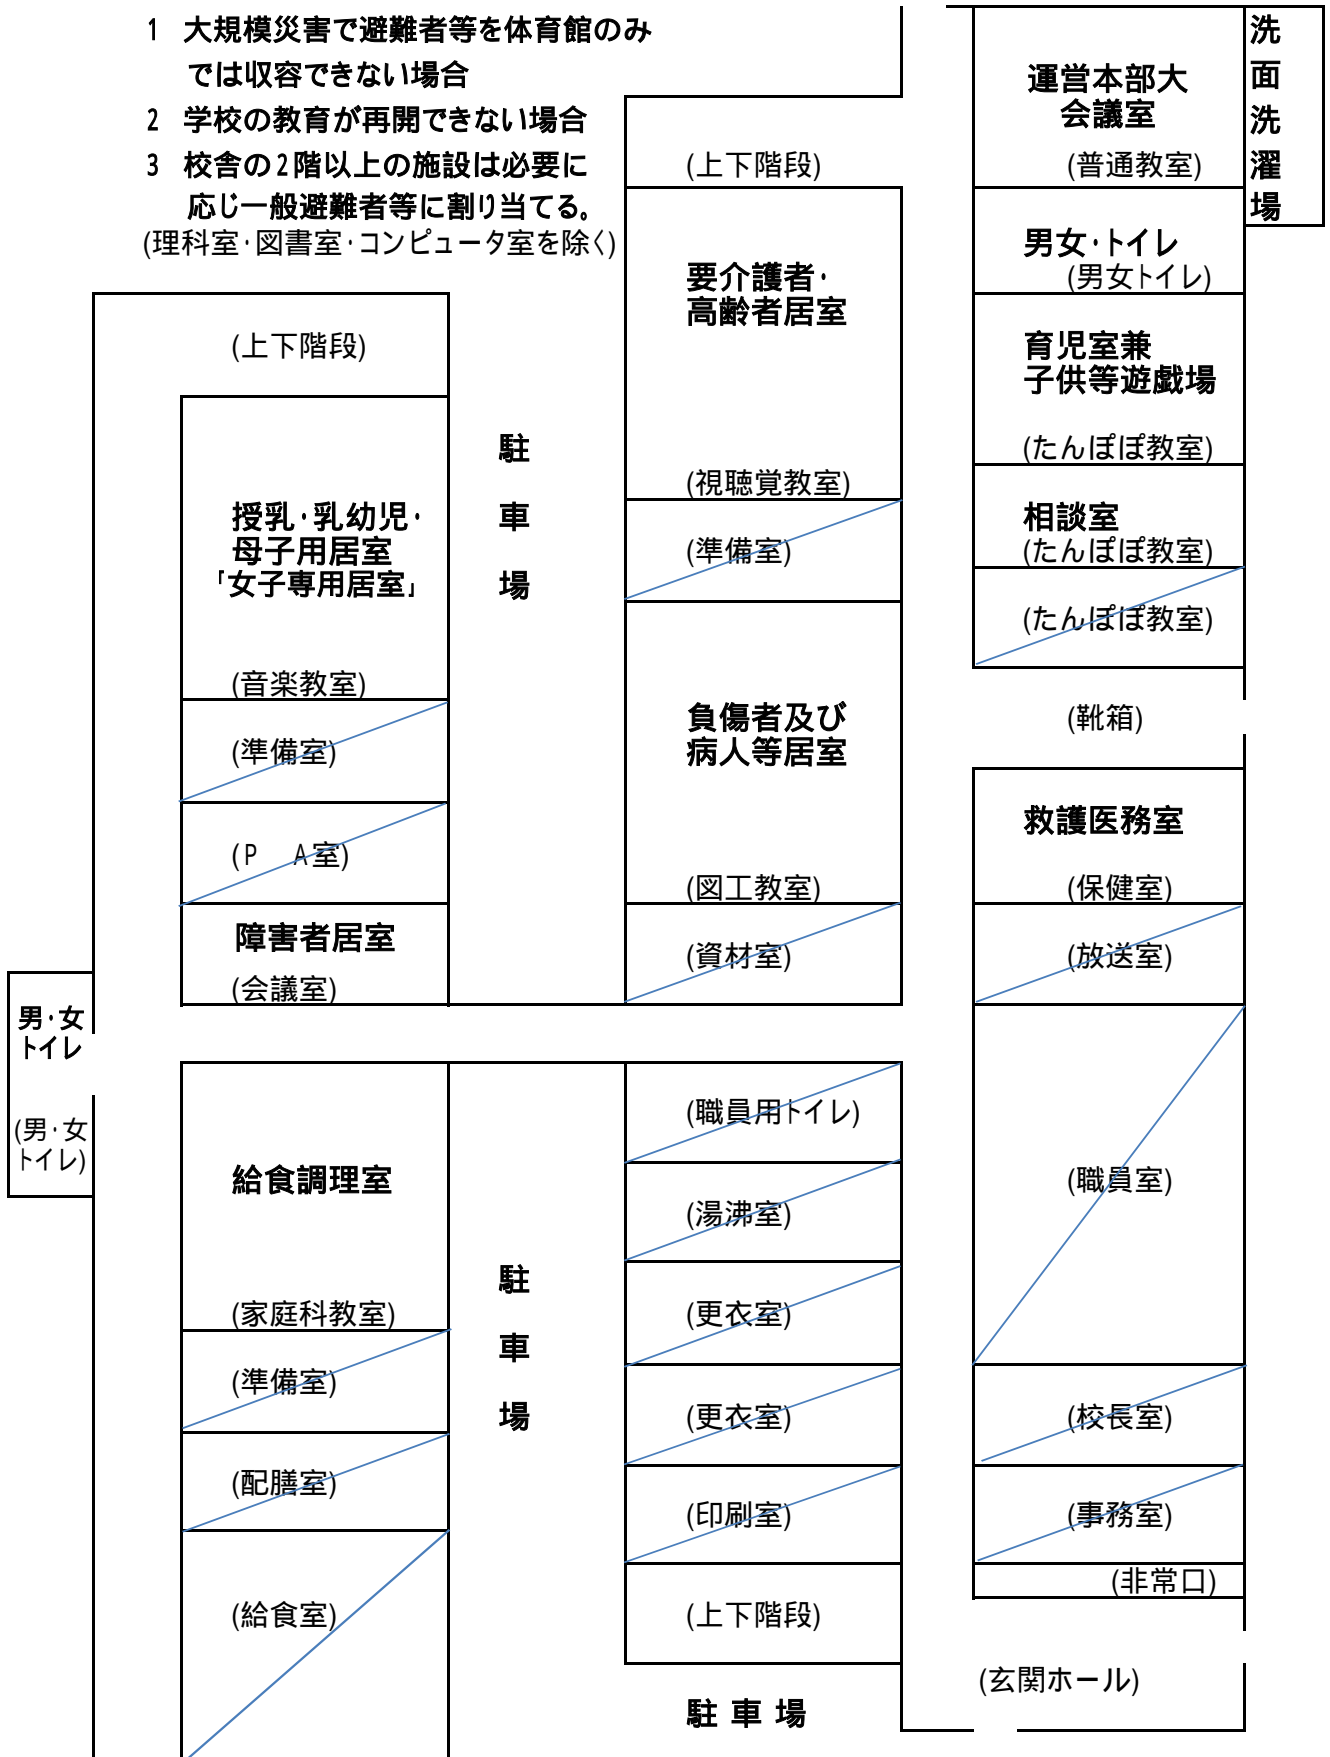 1 大規模災害で避難者等を体育館のみ
では収容できない場合
2 学校の教育が再開できない場合
3 校舎の2階以上の施設は必要に
応じ一般避難者等に割り当てる。
(理科室・図書室・コンピュータ室を除く)
(上下階段)
授乳・乳幼児・
母子用居室
「女子専用居室」
(音楽教室)
(準備室)
(P A室)
障害者居室
(会議室)
男・女
トイレ
(男・女
トイレ)
給食調理室
(家庭科教室)
(準備室)
(配膳室)
(給食室)
駐
車
場
駐
車
場
(上下階段)
要介護者・
高齢者居室
(視聴覚教室)
(準備室)
負傷者及び
病人等居室
(図工教室)
(資材室)
(職員用トイレ)
(湯沸室)
(更衣室)
(更衣室)
(印刷室)
(上下階段)
駐車場
運営本部大
会議室
(普通教室)
洗
面
洗
濯
場
男女・トイレ
(男女トイレ)
育児室兼
子供等遊戯場
(たんぽぽ教室)
相談室
(たんぽぽ教室)
(たんぽぽ教室)
(靴箱)
救護医務室
(保健室)
(放送室)
(職員室)
(校長室)
(事務室)
(非常口)
(玄関ホール)